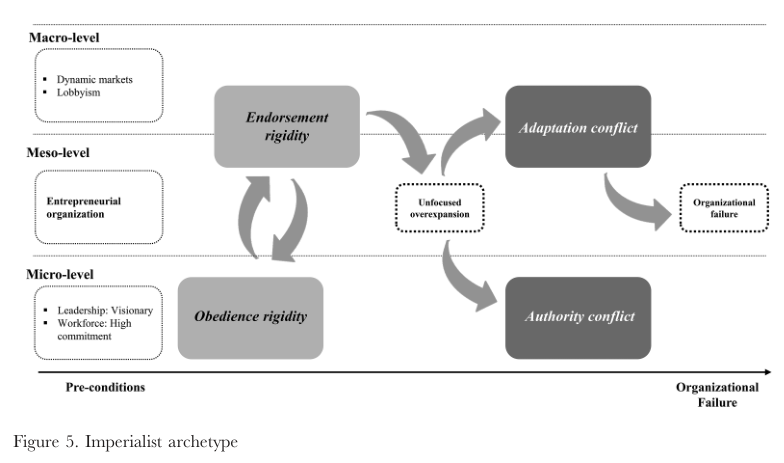 Macro-level
▪ Dynamic markets
▪ Lobbyism
Endorsement
rigidity
Adaptation conflict
Meso-level
Entrepreneurial
organization
Unfocused
overexpansion
Organizational
failure
Micro-level
▪ Leadership: Visionary
▪ Workforce: High
commitment
Obedience rigidity
Authority conflict
Pre-conditions
Organizational
Failure
Figure 5. Imperialist archetype